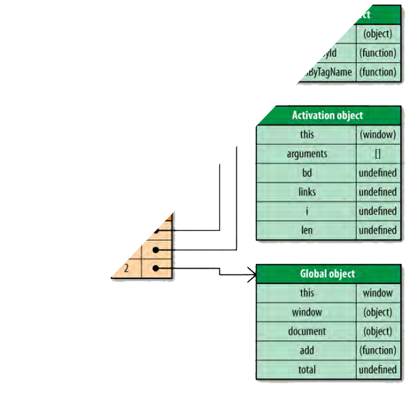 (object)
(function)
ByTagName (function)
Activation object
this (window)
arguments []
bd undefined
links undefined
i undefined
len undefined
2
Global object
this window
window (object)
document (object)
add (function)
total undefined